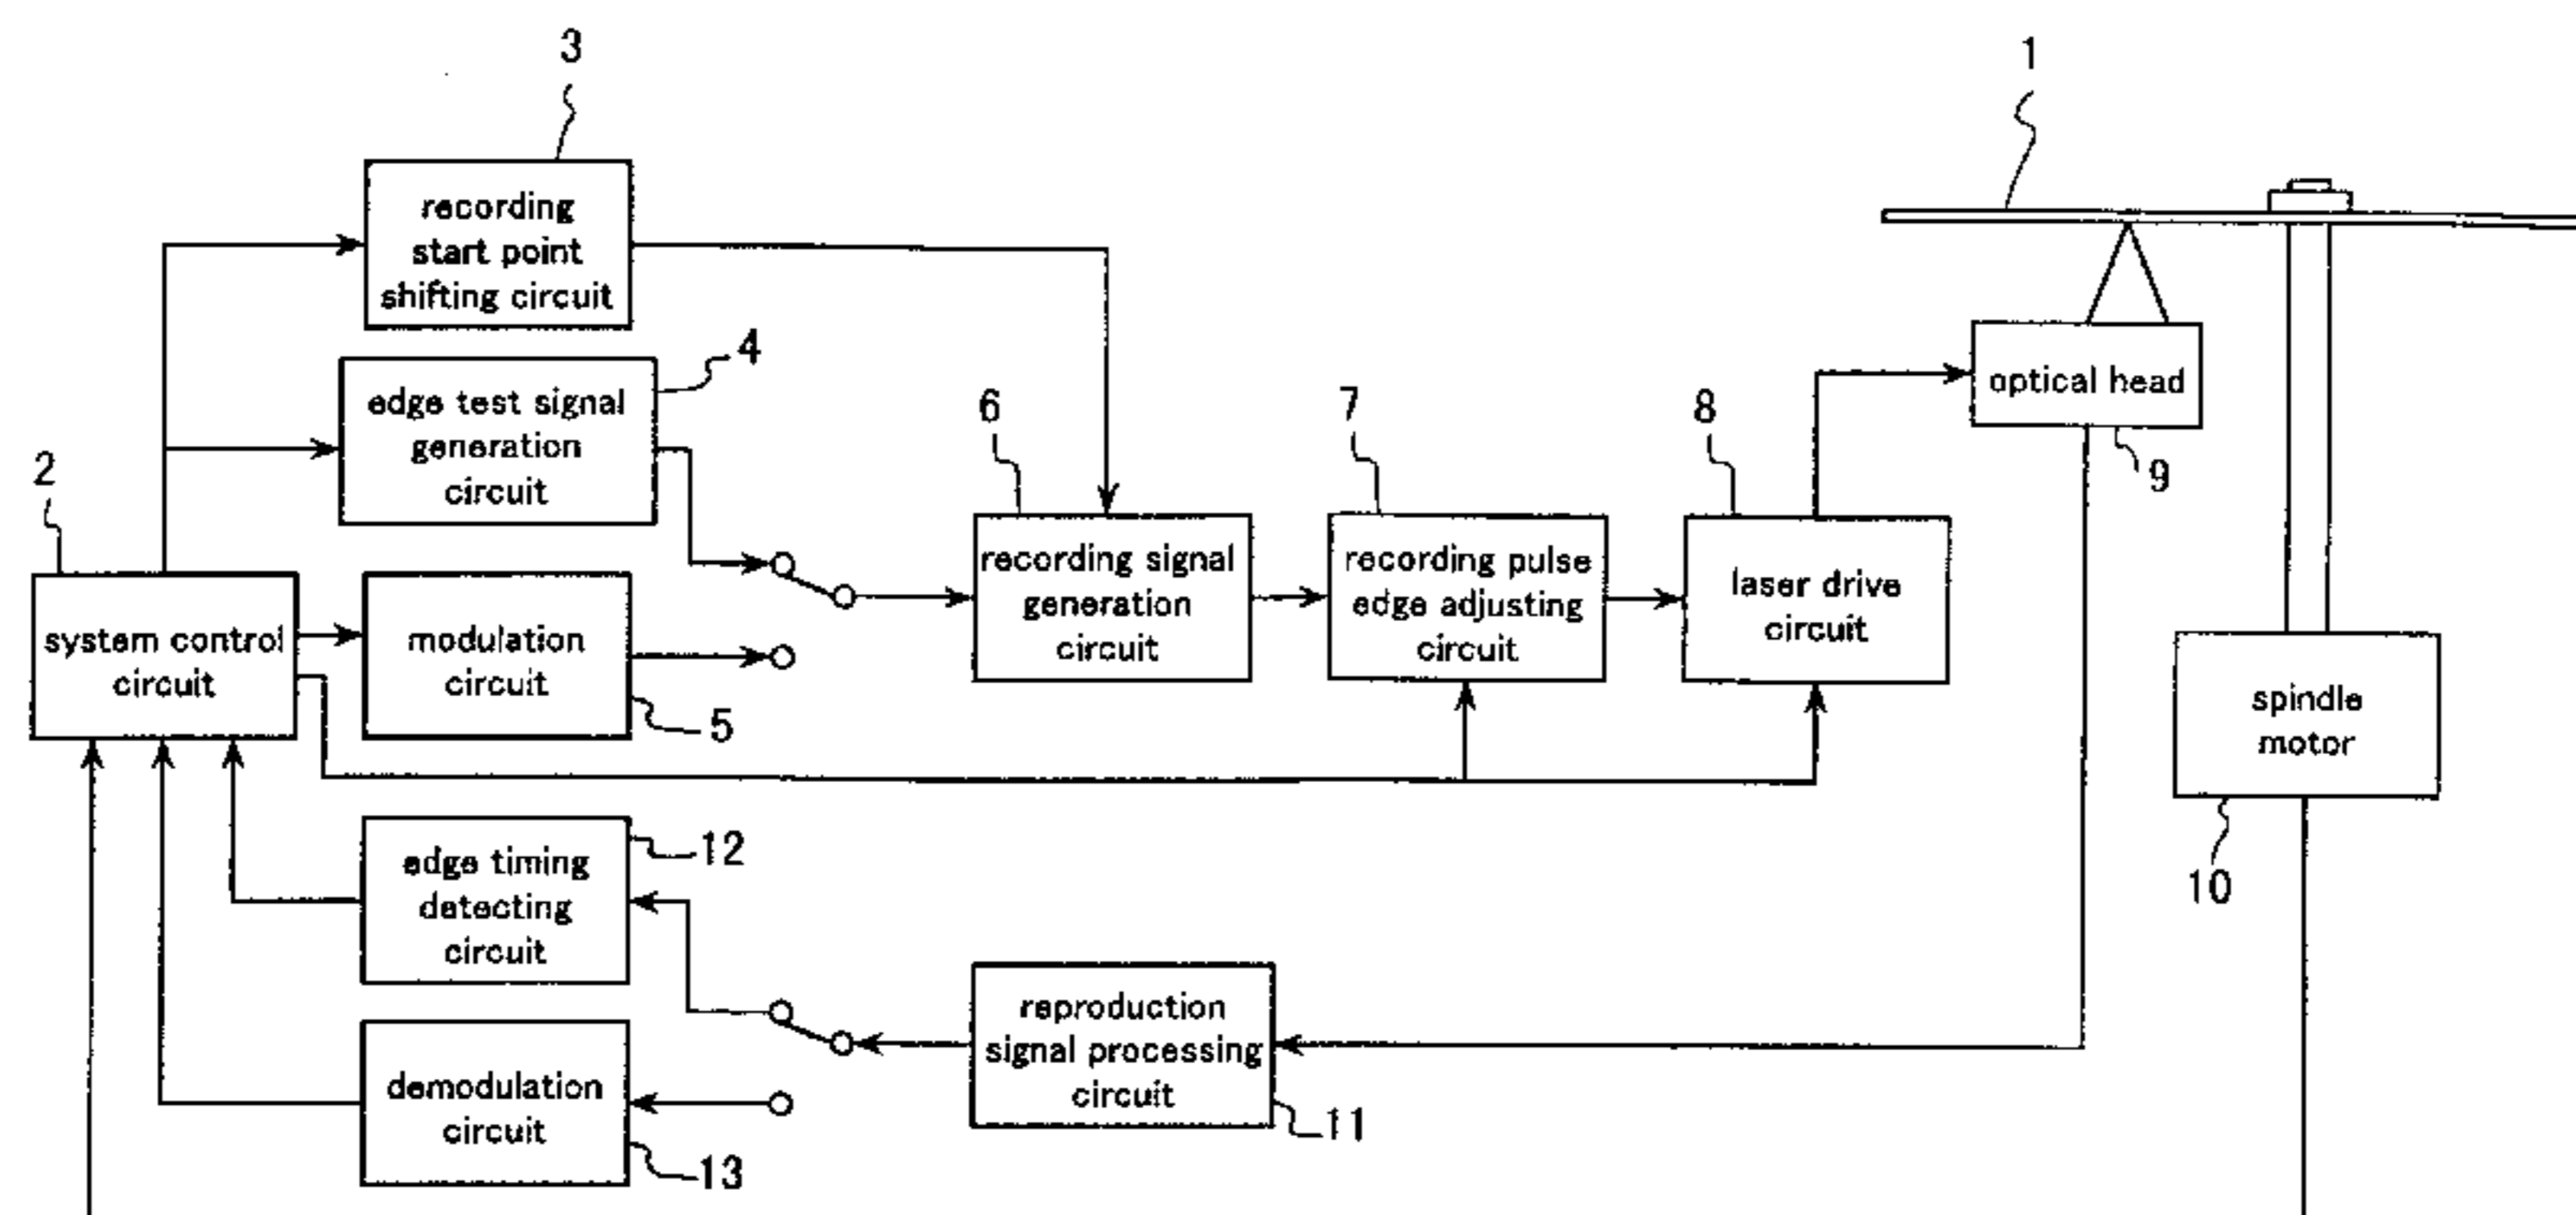 3
1
recording
start point
shifting circuit
4
edge test signal
generation
circuit
optical head
9
2
6
7
8
system control
circuit
modulation
circuit
5
recording signal
generation
circuit
recording pulse
edge adjusting
circuit
laser drive
circuit
spindle
motor
10
12
edge timing
detecting
circuit
reproduction
signal processing
circuit
11
demodulation
circuit
13